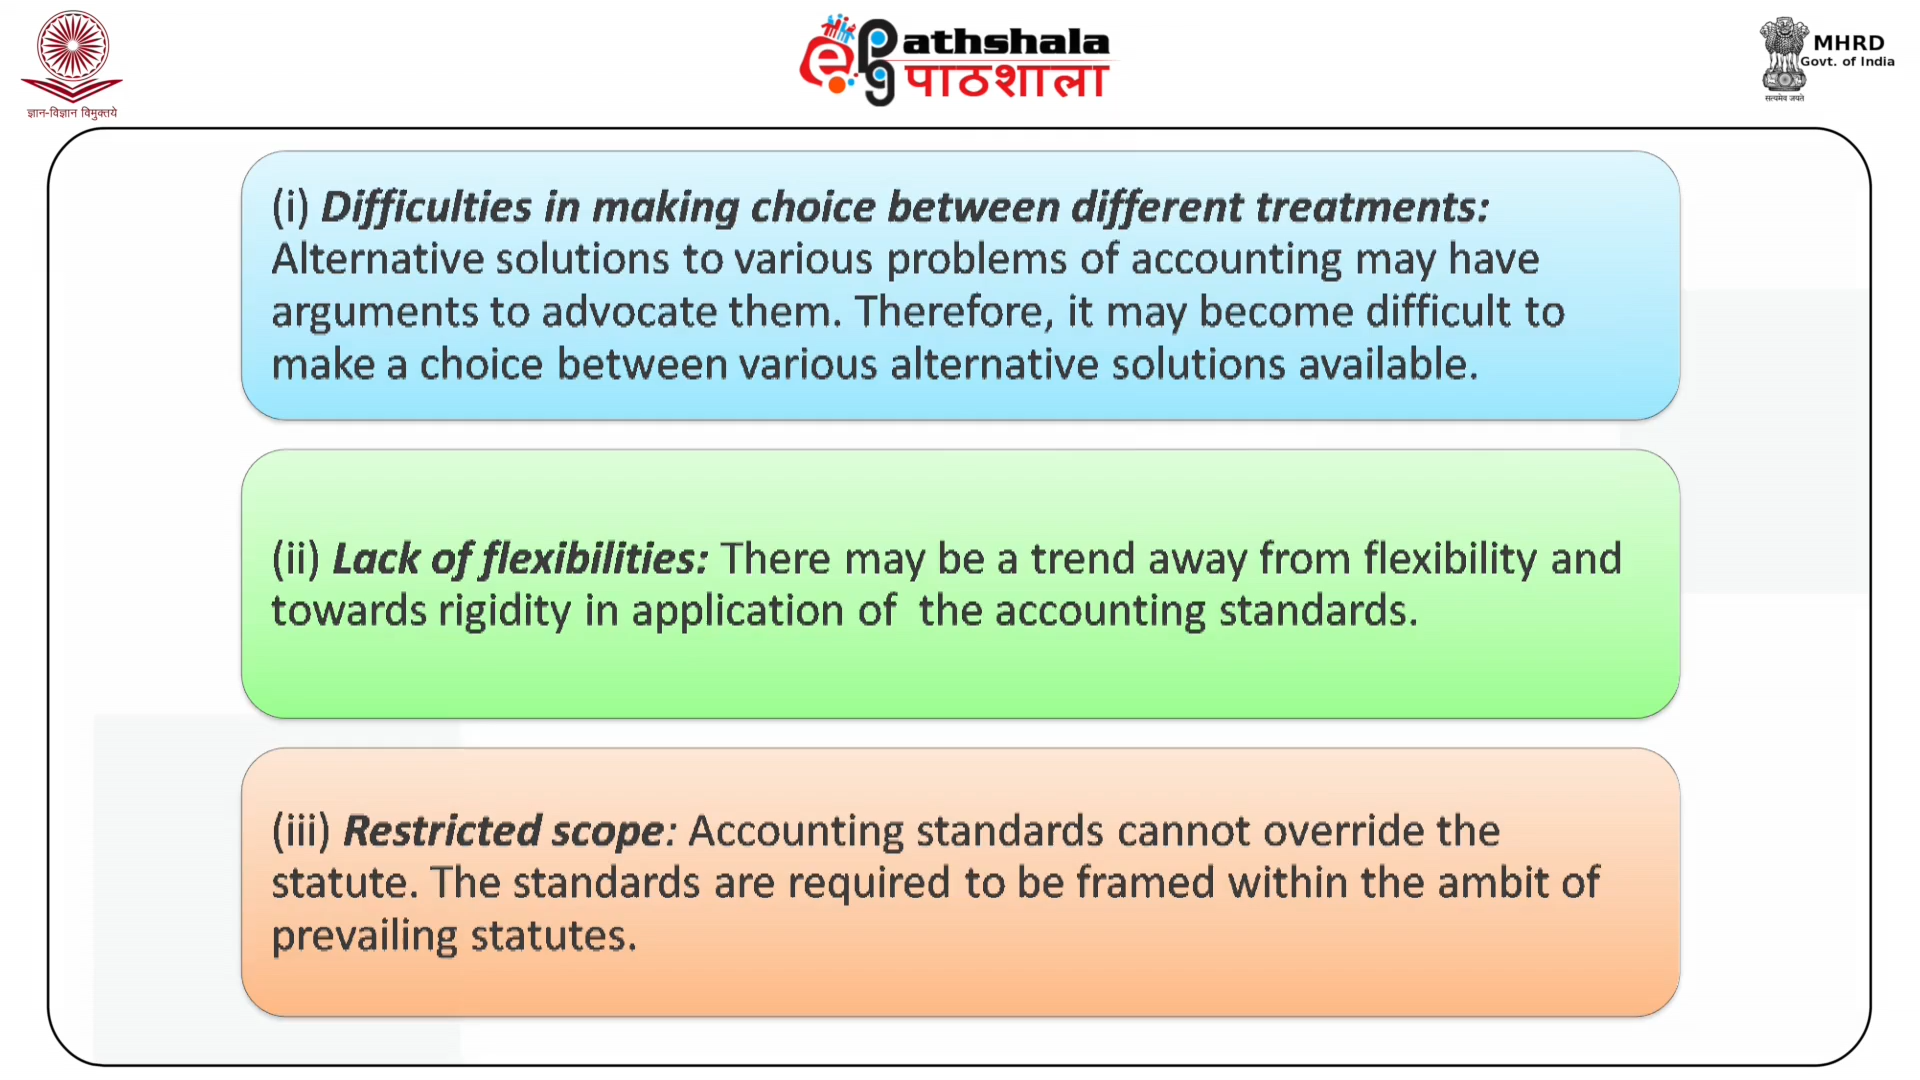 ज्ञान-विज्ञान विमुक्तये
e
pg
athshala
पाठशाला
सत्यमेव जयते
MHRD
Govt. of India
(i) Difficulties in making choice between different treatments:
Alternative solutions to various problems of accounting may have
arguments to advocate them. Therefore, it may become difficult to
make a choice between various alternative solutions available.
(ii) Lack of flexibilities: There may be a trend away from flexibility and
towards rigidity in application of  the accounting standards.
(iii) Restricted scope: Accounting standards cannot override the
statute. The standards are required to be framed within the ambit of
prevailing statutes.